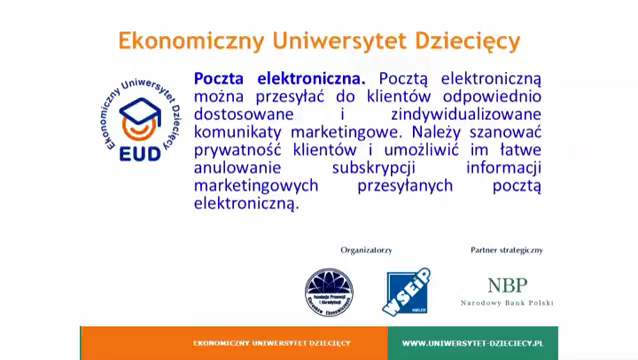 Ekonomiczny Uniwersytet Dziecięcy
Poczta elektroniczna. Pocztą elektroniczną
można przesyłać do klientów odpowiednio
dostosowane i zindywidualizowane
komunikaty marketingowe. Należy szanować
prywatność klientów i umożliwić im łatwe
anulowanie subskrypcji informacji
marketingowych przesyłanych pocztą
elektroniczną.
Ekonomiczny Uniwersytet Dziecięcy
EUD
Organizatorzy
Partner strategiczny
WSEiP
NBP
Narodowy Bank Polski
EKONOMICZNY UNIWERSYTET DZIECIĘCY
WWW.UNIWERSYTET-DZIECIECY.PL